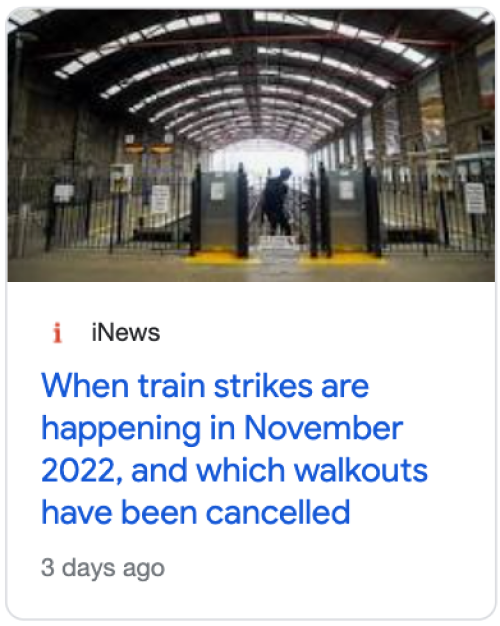 i iNews
When train strikes are
happening in November
2022, and which walkouts
have been cancelled
3 days ago